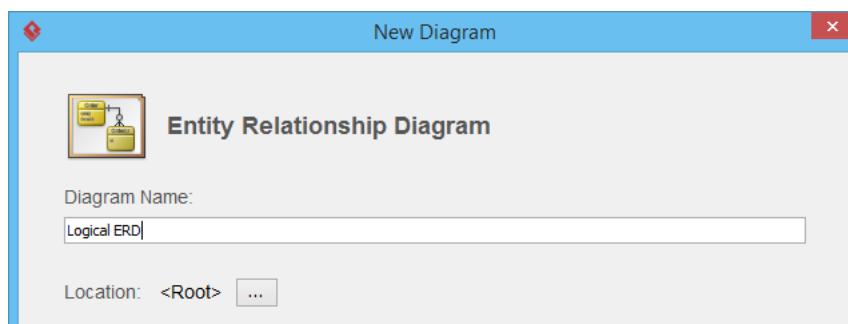 New Diagram
Entity Relationship Diagram
Diagram Name:
Logical ERD
Location: <Root> ...